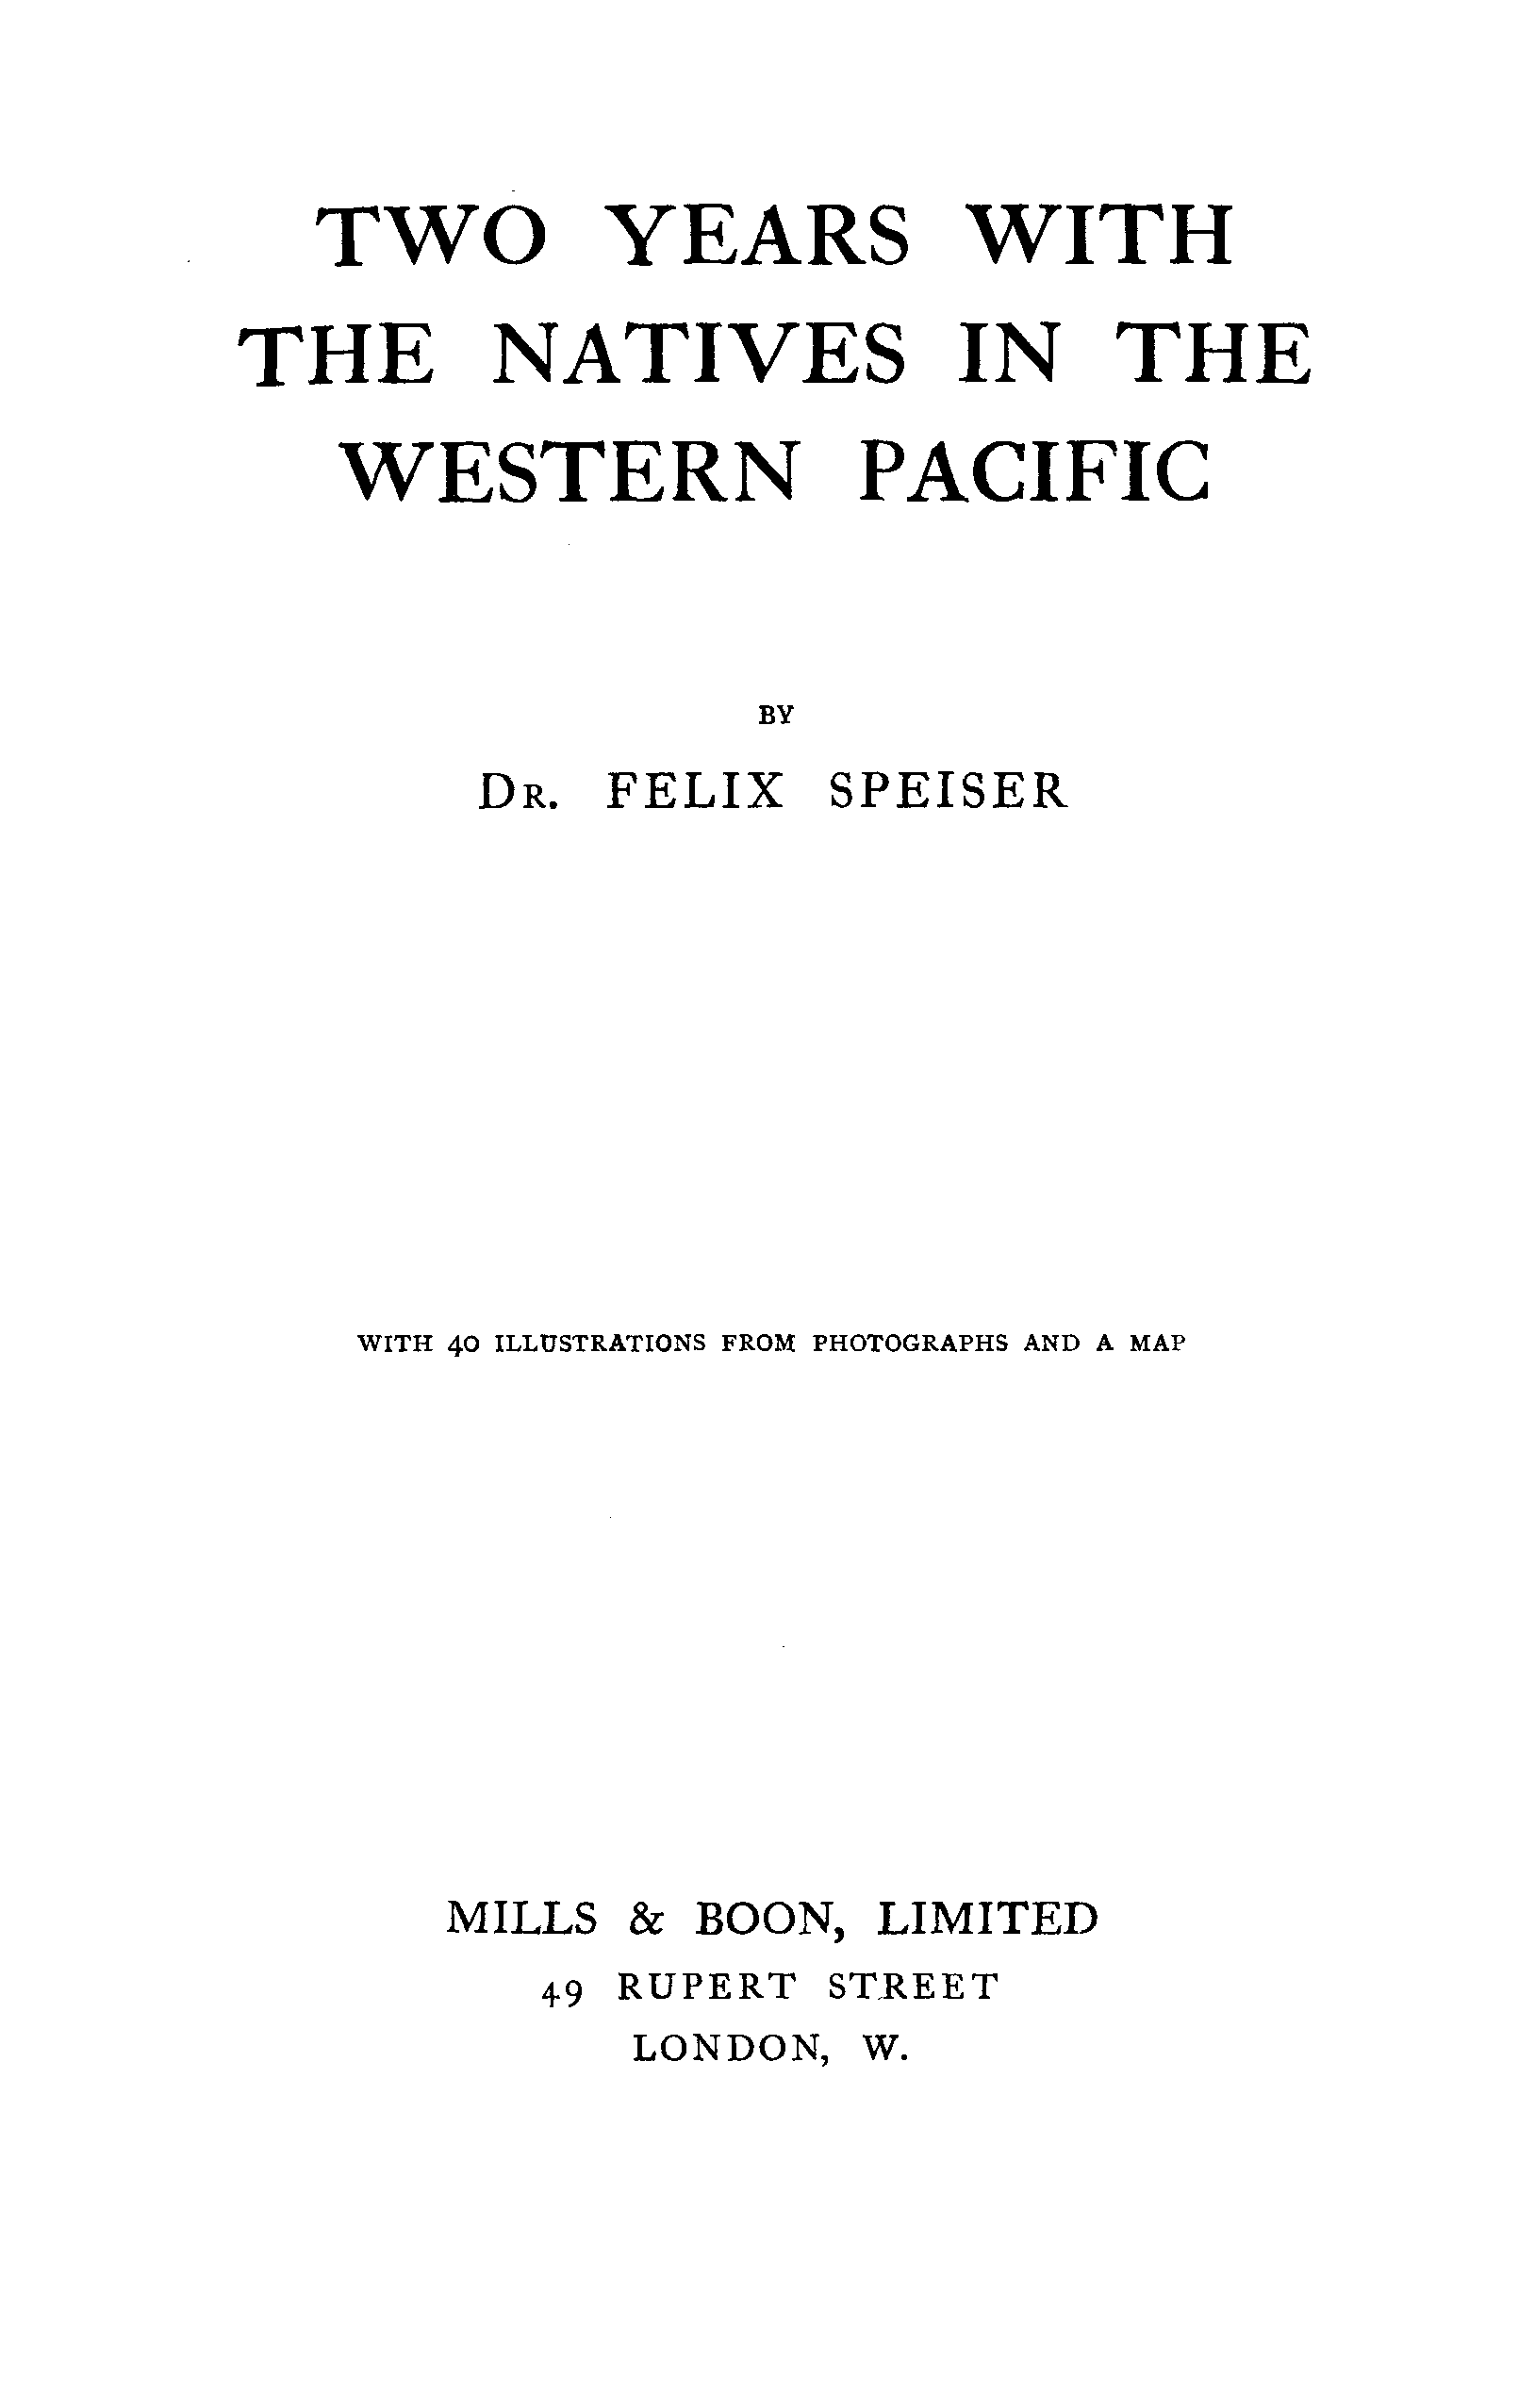 TWO YEARS WITH
THE NATIVES IN THE
WESTERN PACIFIC
BY
DR. FELIX SPEISER
WITH 40 ILLUSTRATIONS FROM PHOTOGRAPHS AND A MAP
MILLS & BOON, LIMITED
49 RUPERT STREET
LONDON, W.